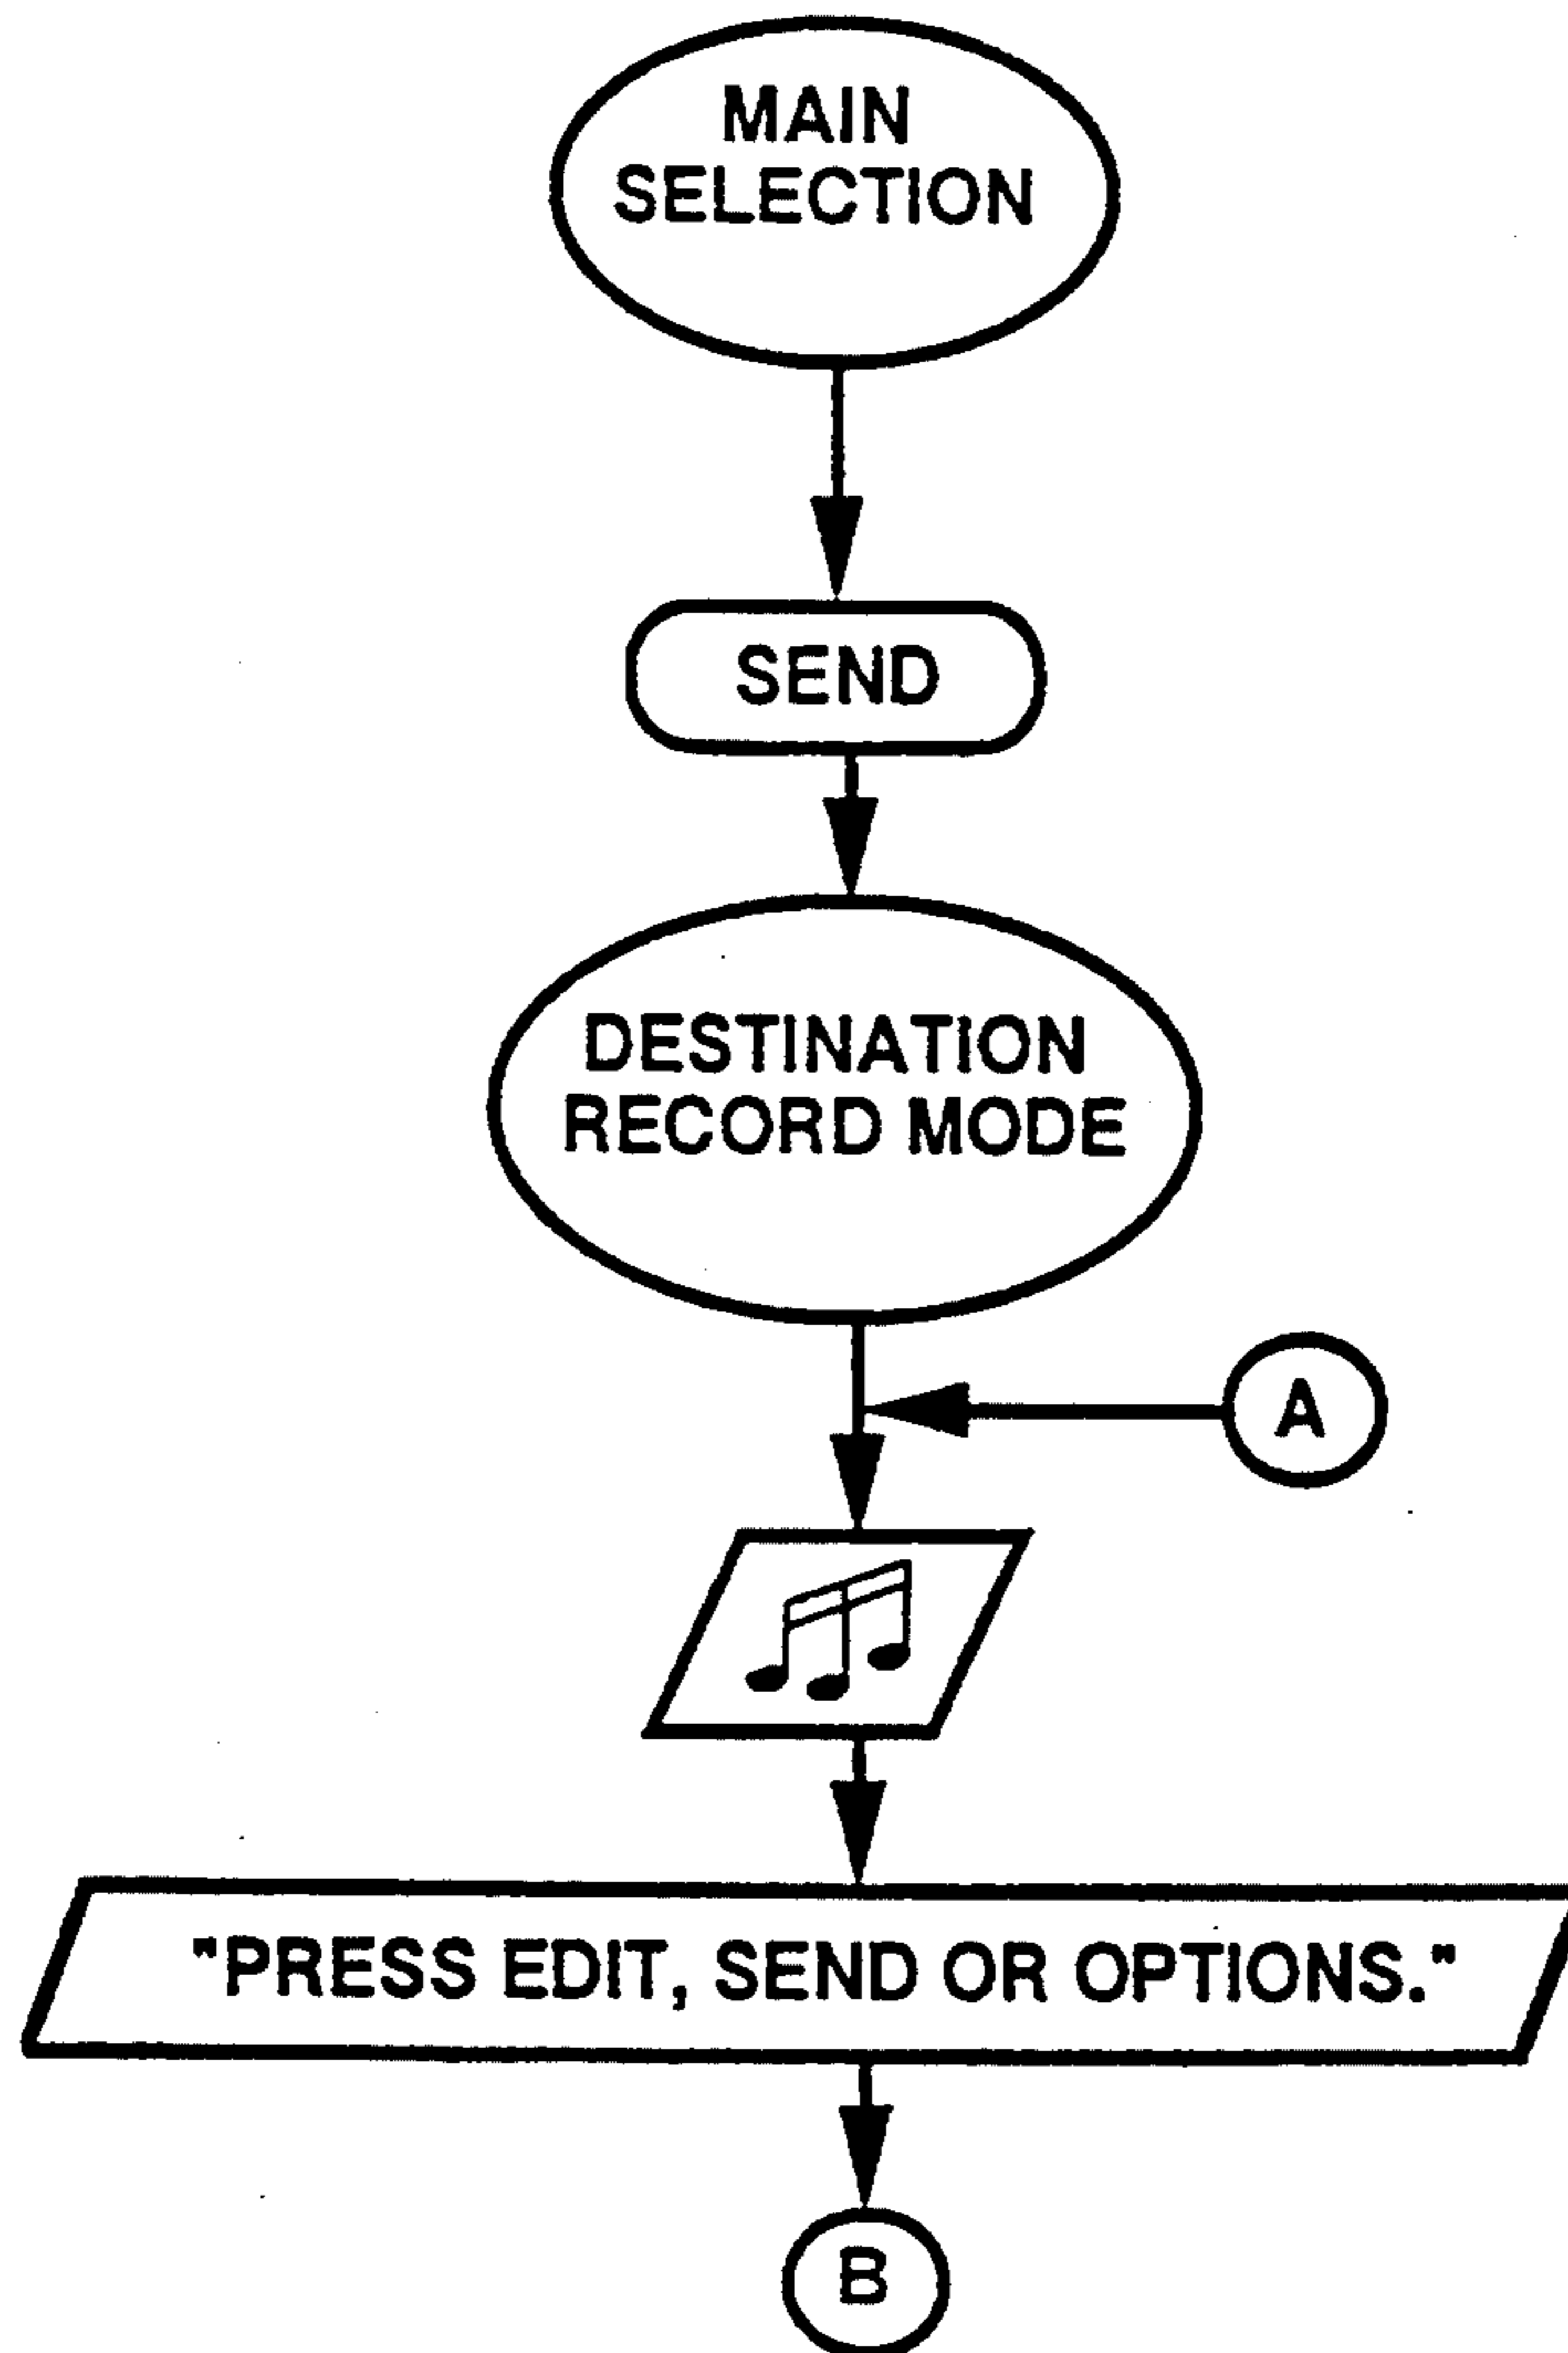 MAIN
SELECTION
SEND
DESTINATION
RECORD MODE
A
"PRESS EDIT, SEND OR OPTIONS."
B